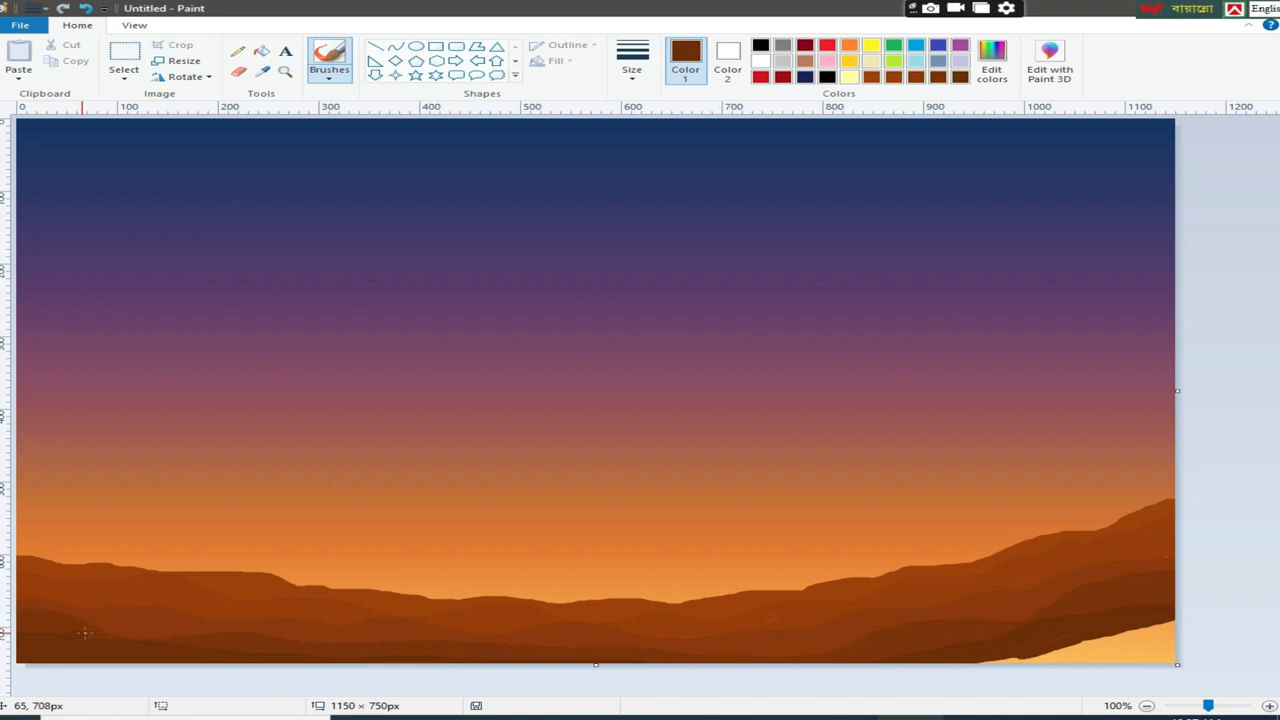 Untitled - Paint
বায়ান্নো
Englis
File
Home
View
Cut
Copy
Paste
Clipboard
Select
Crop
Resize
Rotate
Image
A
Tools
Brushes
Shapes
Outline
Fill
Size
Color 1
Color 2
Colors
Edit colors
Edit with Paint 3D
0 100 200 300 400 500 600 700 800 900 1000 1100 1200
65, 708px
1150 × 750px
100%